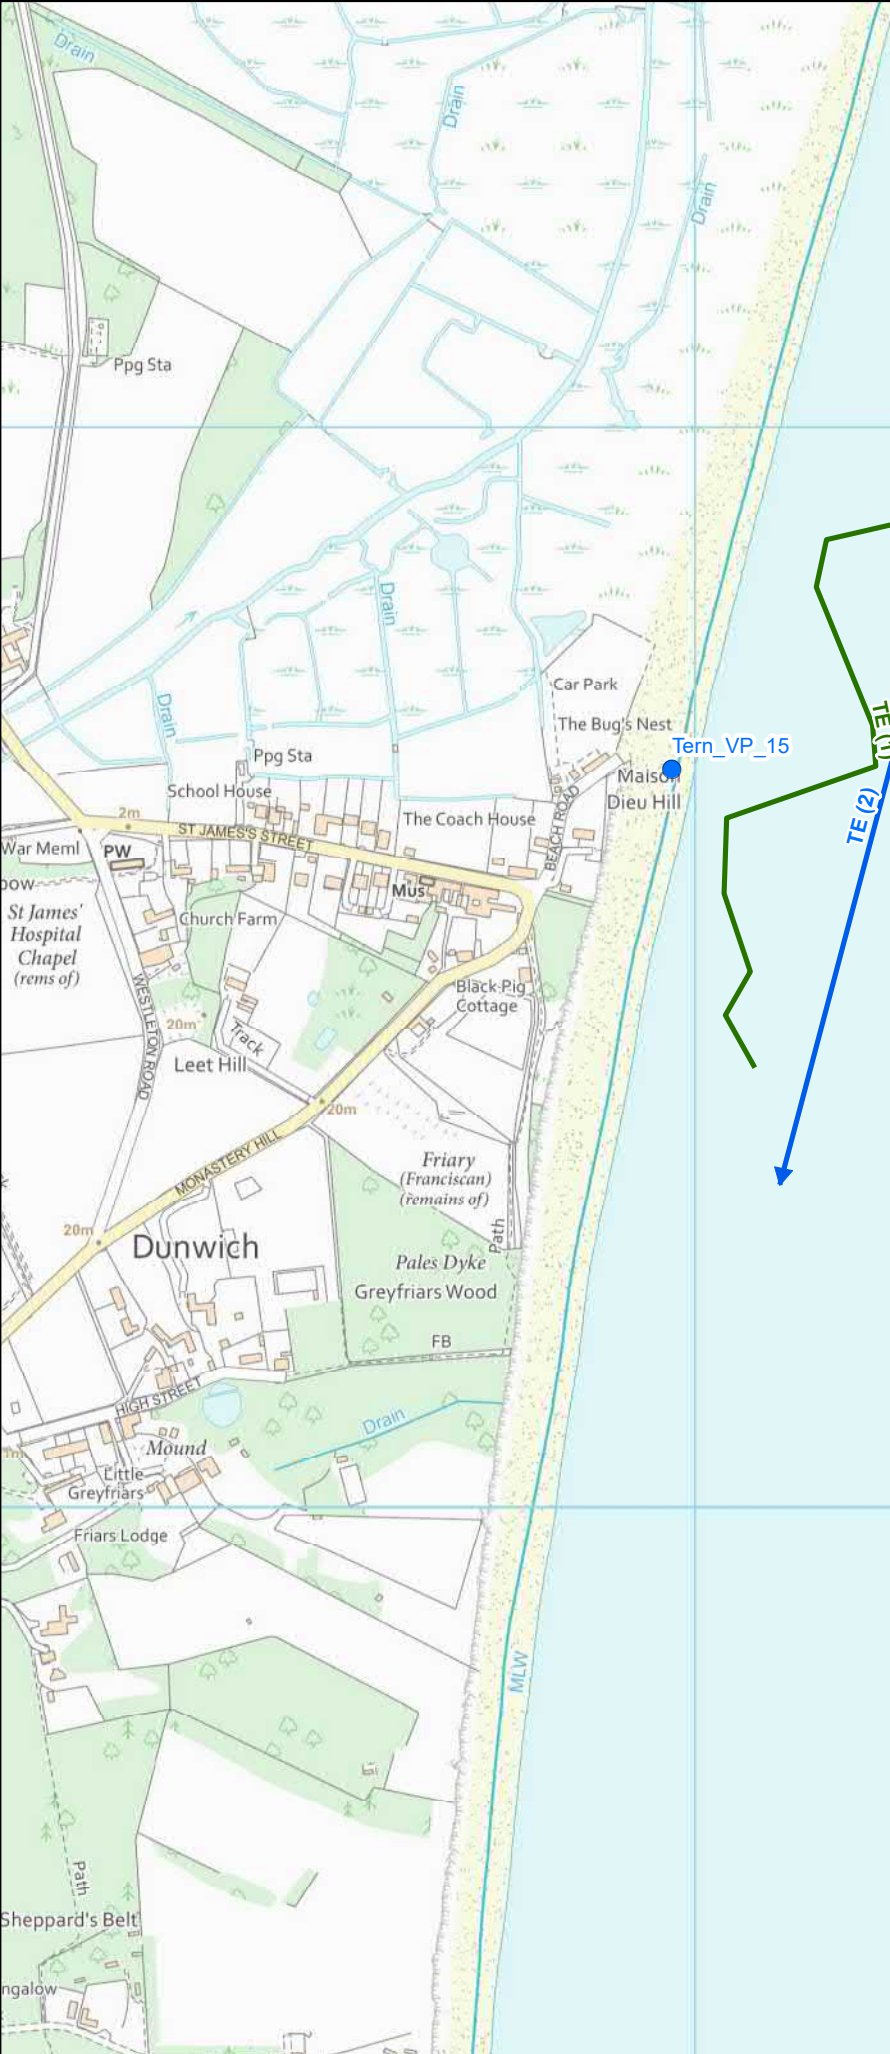 Drain
Drain
Drain
Ppg Sta
Drain
Drain
Car Park
TE (1)
The Bug's Nest
Tern_VP_15
Ppg Sta
Maison
Dieu Hill
School House
TE (2)
2m
The Coach House
BEACH ROAD
ST JAMES'S STREET
War Meml
PW
Mus
St James'
Hospital
Chapel
(rems of)
Church Farm
Black Pig
Cottage
WESTLETON ROAD
20m
Track
Leet Hill
20m
MONASTERY HILL
Friary
(Franciscan)
(remains of)
Path
20m
Dunwich
Pales Dyke
Greyfriars Wood
FB
HIGH STREET
Drain
Mound
Little
Greyfriars
Friars Lodge
MLW
Path
Sheppard's Belt
ngalow